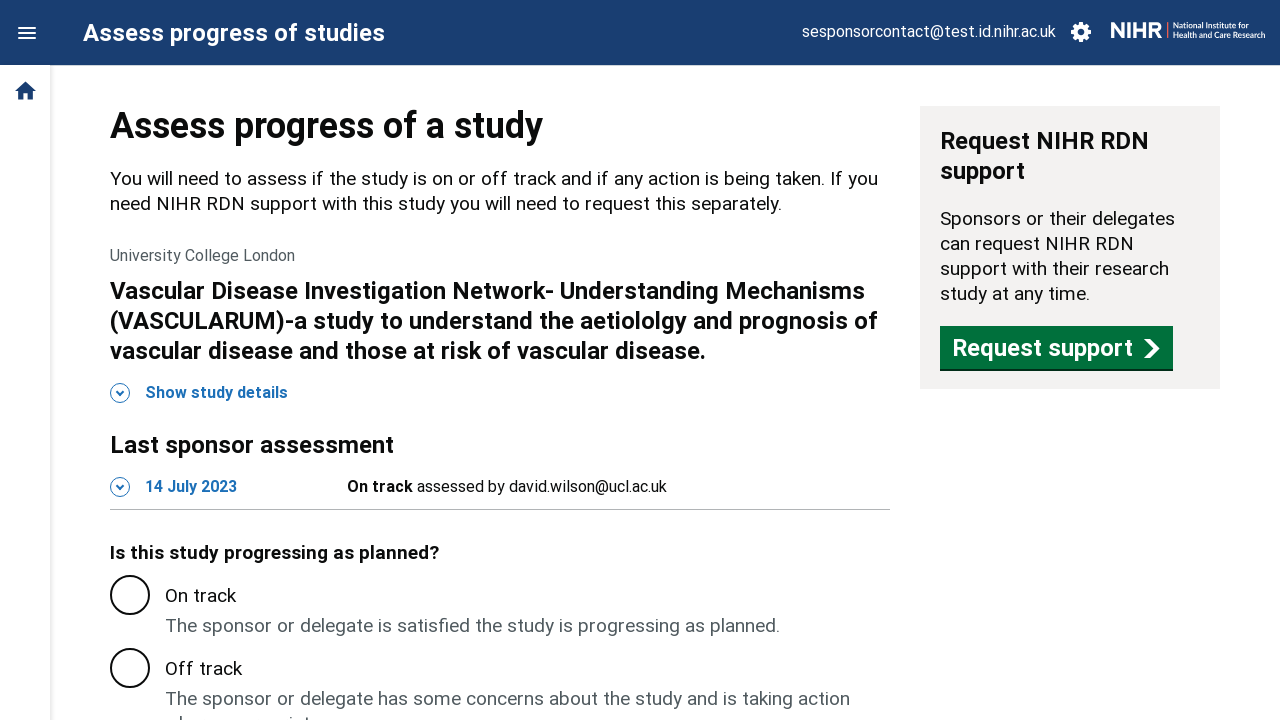 Assess progress of studies
sesponsorcontact@test.id.nihr.ac.uk
NIHR
National Institute for
Health and Care Research
Assess progress of a study
You will need to assess if the study is on or off track and if any action is being taken. If you
need NIHR RDN support with this study you will need to request this separately.
University College London
Vascular Disease Investigation Network- Understanding Mechanisms
(VASCULARUM)-a study to understand the aetiololgy and prognosis of
vascular disease and those at risk of vascular disease.
Show study details
Last sponsor assessment
14 July 2023
On track assessed by david.wilson@ucl.ac.uk
Is this study progressing as planned?
On track
The sponsor or delegate is satisfied the study is progressing as planned.
Off track
The sponsor or delegate has some concerns about the study and is taking action
Request NIHR RDN
support
Sponsors or their delegates
can request NIHR RDN
support with their research
study at any time.
Request support